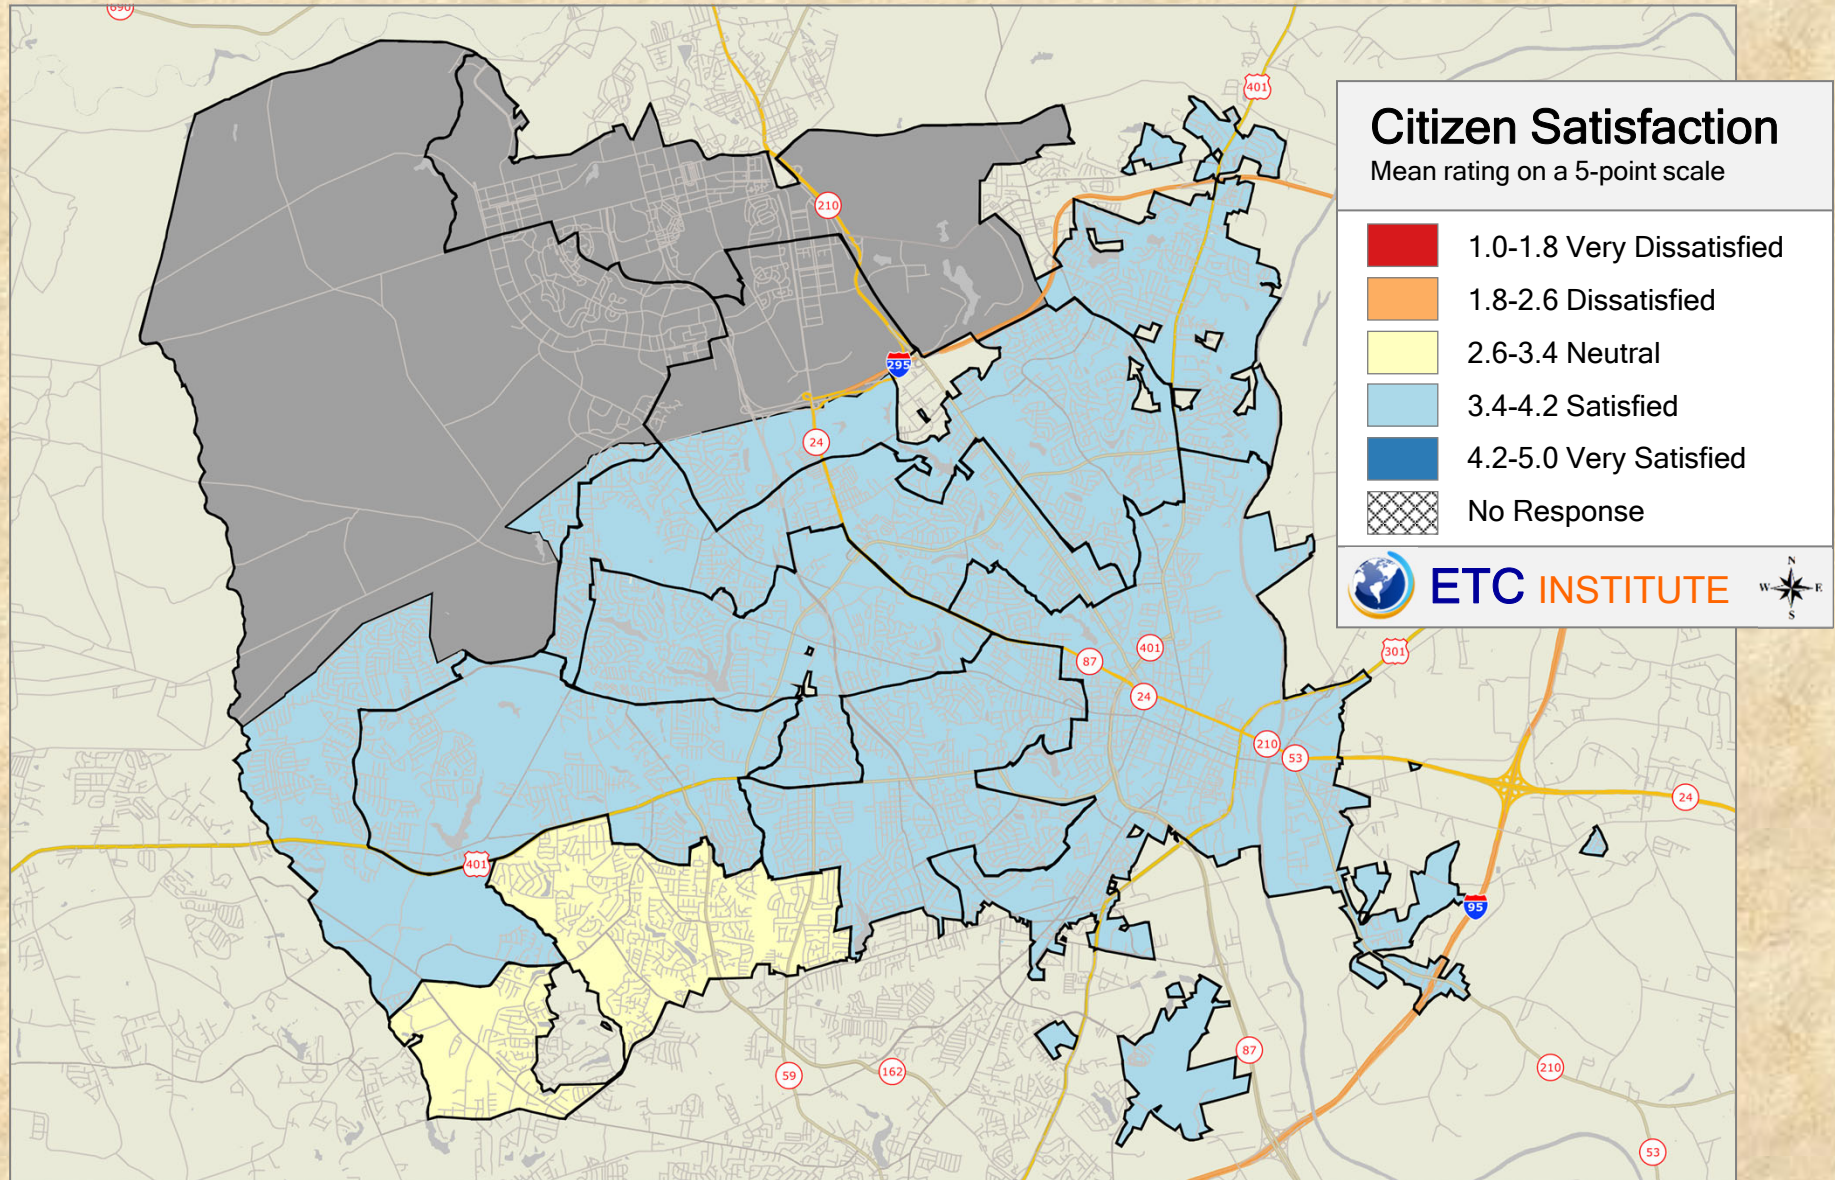 690
401
Citizen Satisfaction
Mean rating on a 5-point scale
1.0-1.8 Very Dissatisfied
1.8-2.6 Dissatisfied
2.6-3.4 Neutral
3.4-4.2 Satisfied
4.2-5.0 Very Satisfied
No Response
ETC INSTITUTE
N
W E
S
210
295
24
87
401
24
301
210
53
24
401
95
59
162
87
210
53